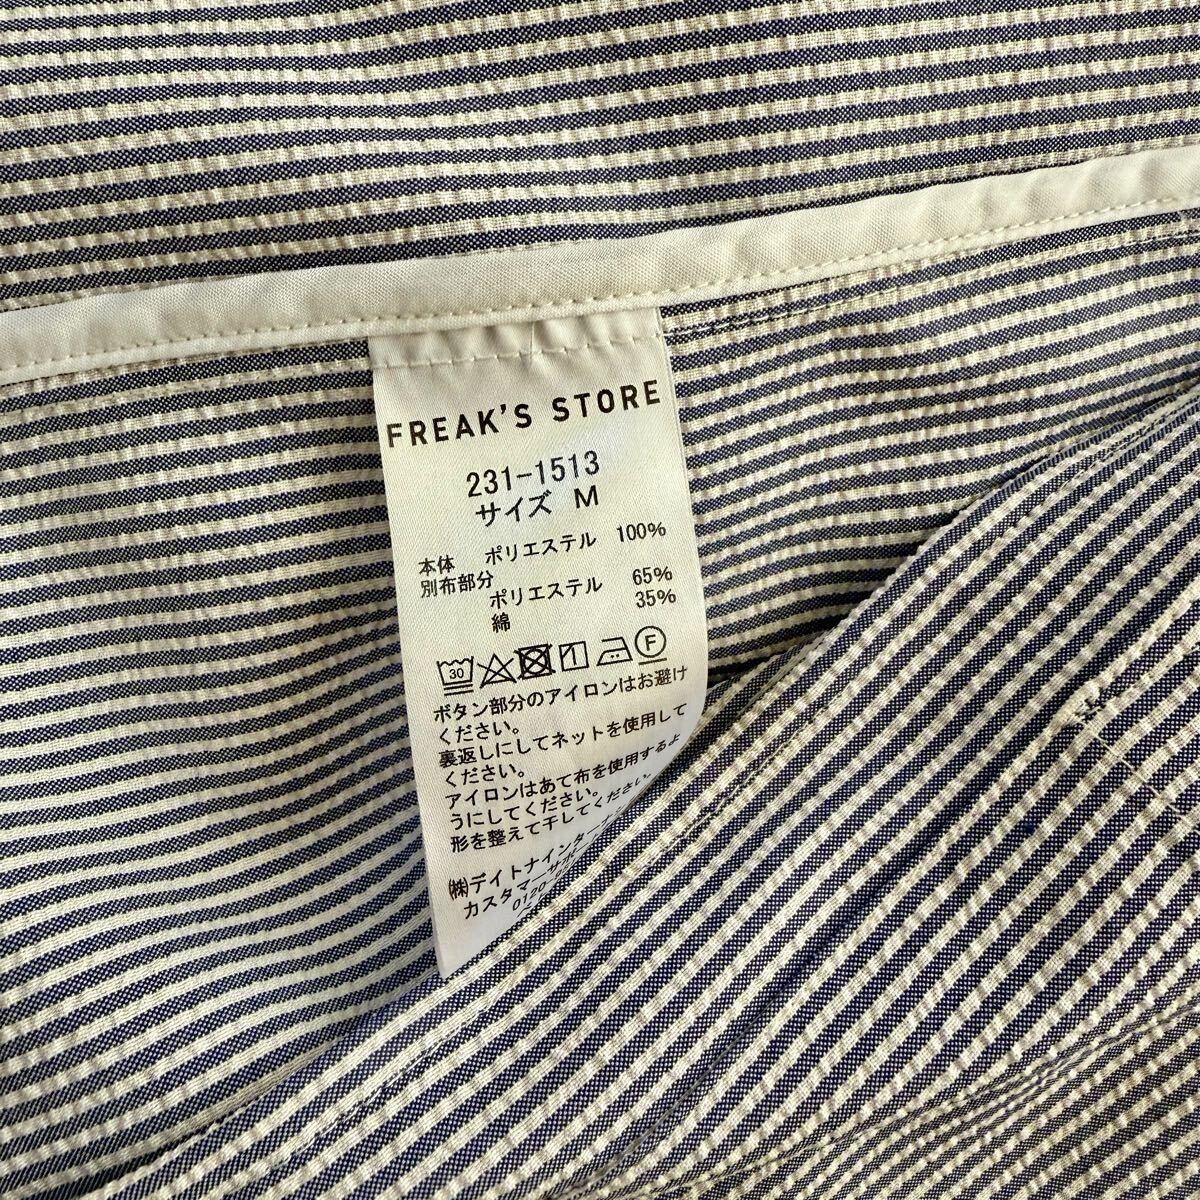 FREAK'S STORE
231-1513
サイズ M
本体 ポリエステル 100%
別布部分
ポリエステル 65%
綿 35%
30 F
ボタン部分のアイロンはお避け
ください。
裏返しにしてネットを使用して
ください。
アイロンはあて布を使用するよ
うにしてください。
形を整えて干してください。
㈱デイトナインター
カスタマーサポ
0120-